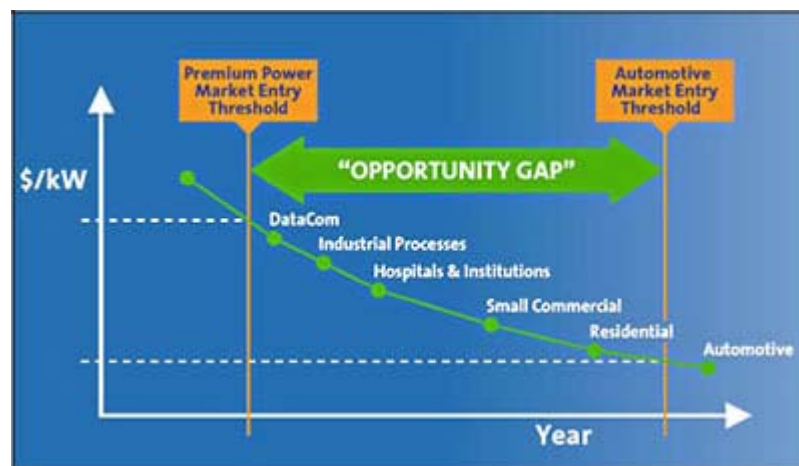 Premium Power
Market Entry
Threshold
Automotive
Market Entry
Threshold
$/kW
“OPPORTUNITY GAP”
DataCom
Industrial Processes
Hospitals & Institutions
Small Commercial
Residential
Automotive
Year